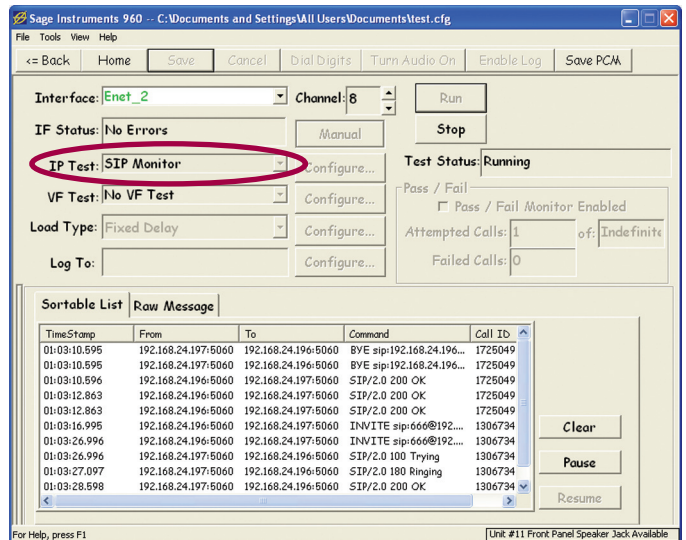 Sage Instruments 960 -- C:\Documents and Settings\All Users\Documents\test.cfg
File Tools View Help
<= Back Home Save Cancel Dial Digits Turn Audio On Enable Log Save PCM
Interface: Enet_2 Channel: 8 Run
IF Status: No Errors Manual Stop
IP Test: SIP Monitor Configure... Test Status: Running
VF Test: No VF Test Configure... Pass / Fail
Pass / Fail Monitor Enabled
Load Type: Fixed Delay Configure... Attempted Calls: 1 of: Indefinite
Log To: Configure... Failed Calls: 0
Sortable List Raw Message
TimeStamp From To Command Call ID
01:03:10.595 192.168.24.197:5060 192.168.24.196:5060 BYE sip:192.168.24.196... 1725049
01:03:10.595 192.168.24.197:5060 192.168.24.196:5060 BYE sip:192.168.24.196... 1725049
01:03:10.596 192.168.24.197:5060 192.168.24.196:5060 SIP/2.0 200 OK 1725049
01:03:12.863 192.168.24.196:5060 192.168.24.197:5060 SIP/2.0 200 OK 1725049
01:03:12.863 192.168.24.196:5060 192.168.24.197:5060 SIP/2.0 200 OK 1725049
01:03:16.995 192.168.24.196:5060 192.168.24.197:5060 INVITE sip:666@192.... 1306734
01:03:26.996 192.168.24.196:5060 192.168.24.197:5060 INVITE sip:666@192.... 1306734
01:03:26.996 192.168.24.197:5060 192.168.24.196:5060 SIP/2.0 100 Trying 1306734
01:03:27.097 192.168.24.197:5060 192.168.24.196:5060 SIP/2.0 180 Ringing 1306734
01:03:28.598 192.168.24.197:5060 192.168.24.196:5060 SIP/2.0 200 OK 1306734
Clear
Pause
Resume
For Help, press F1 Unit #11 Front Panel Speaker Jack Available